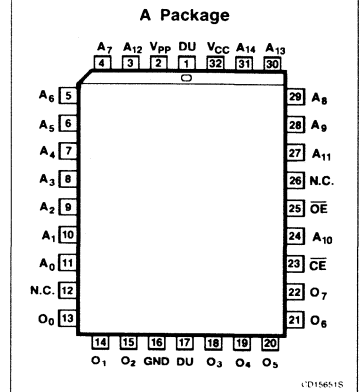 A Package
A7 A12 VPP DU VCC A14 A13
4 3 2 1 32 31 30
A6 5 29 A8
A5 6 28 A9
A4 7 27 A11
A3 8 26 N.C.
A2 9 25 OE
A1 10 24 A10
A0 11 23 CE
N.C. 12 22 O7
O0 13 21 O6
14 15 16 17 18 19 20
O1 O2 GND DU O3 O4 O5
CD15651S